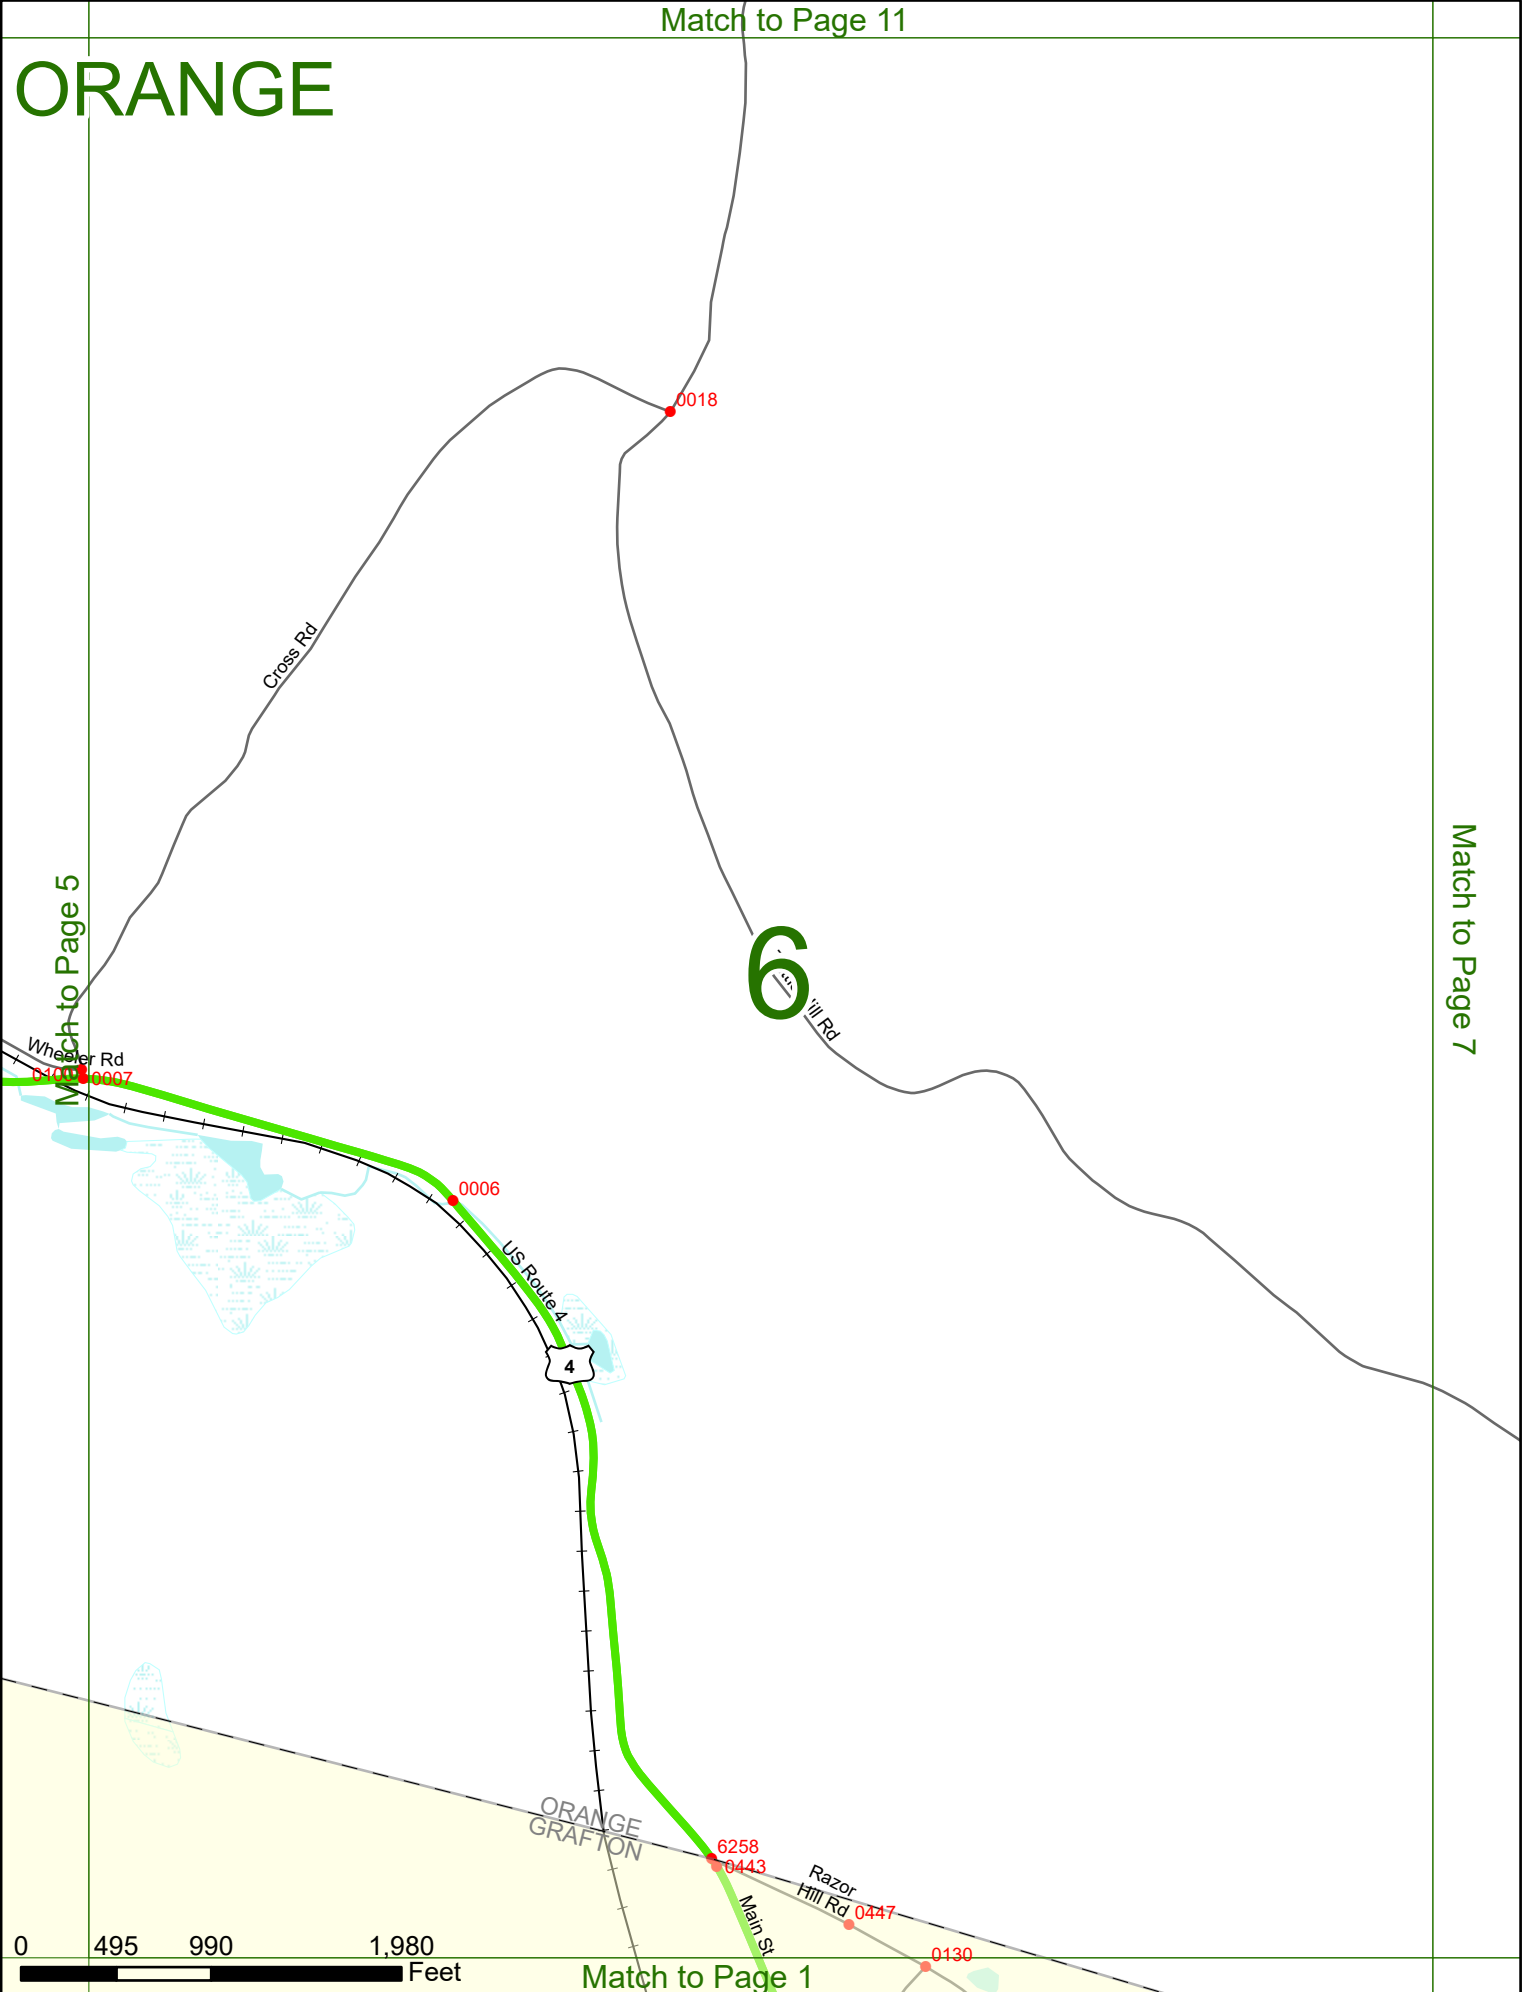 Match to Page 11
ORANGE
0018
Cross Rd
Match to Page 5
Match to Page 7
6
Hill Rd
Wheeler Rd
0100
0007
0006
US Route 4
4
ORANGE
GRAFTON
6258
0443
Razor
Hill Rd
0447
Main St
0130
0 495 990 1,980
Feet
Match to Page 1